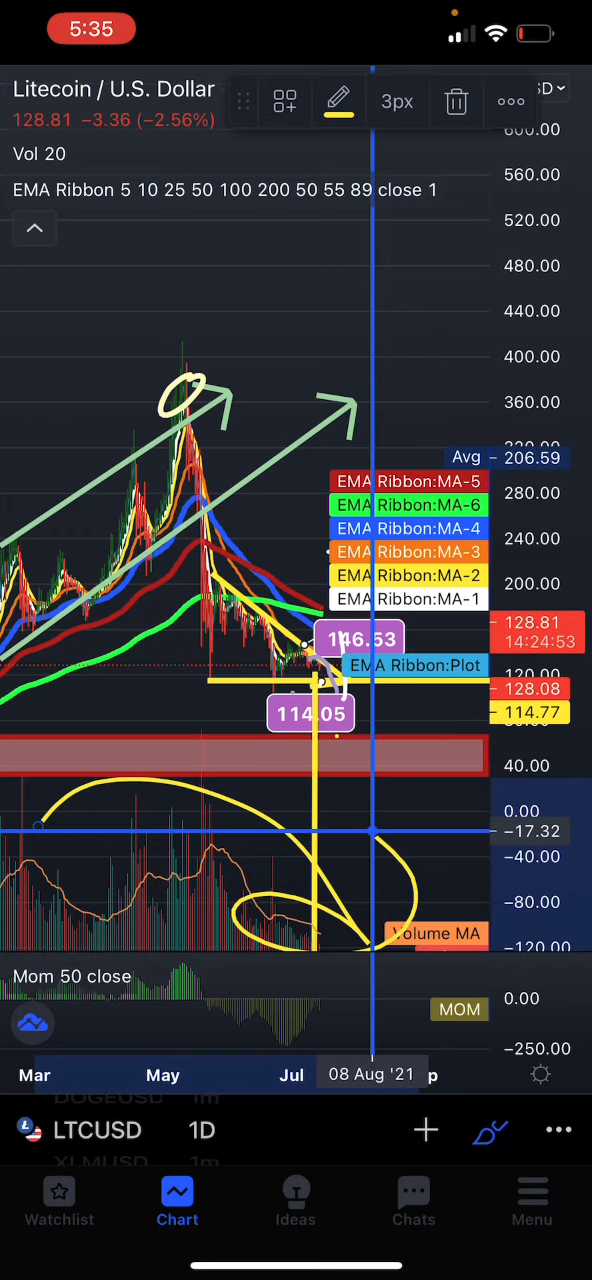 5:35
Litecoin / U.S. Dollar
3px
128.81 −3.36 (−2.56%)
600.00
Vol 20
560.00
EMA Ribbon 5 10 25 50 100 200 50 55 89 close 1
520.00
480.00
440.00
400.00
360.00
Avg 206.59
EMA Ribbon:MA-5
280.00
EMA Ribbon:MA-6
EMA Ribbon:MA-4
240.00
EMA Ribbon:MA-3
EMA Ribbon:MA-2
200.00
EMA Ribbon:MA-1
128.81
146.53
14:24:53
EMA Ribbon:Plot
120.00
128.08
114.05
114.77
40.00
0.00
−17.32
−40.00
−80.00
Volume MA
−120.00
Mom 50 close
0.00
MOM
−250.00
Mar May Jul 08 Aug '21
DOGEUSD 1m
LTCUSD 1D
XLMUSD 1m
Watchlist Chart Ideas Chats Menu